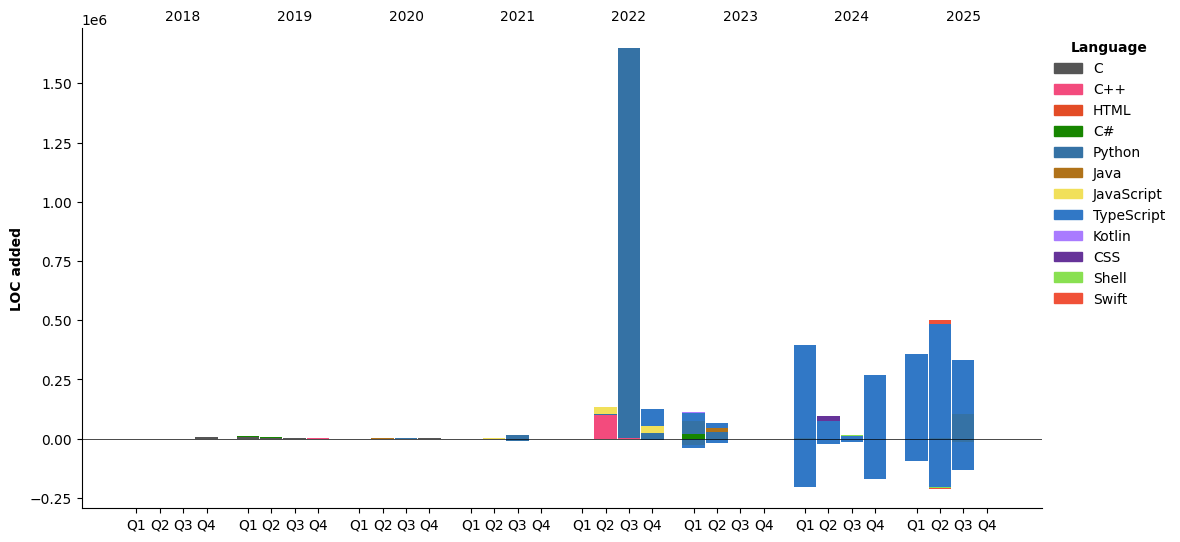 1e6
2018 2019 2020 2021 2022 2023 2024 2025
Language
C
C++
HTML
C#
Python
Java
JavaScript
TypeScript
Kotlin
CSS
Shell
Swift
LOC added
1.50
1.25
1.00
0.75
0.50
0.25
0.00
−0.25
Q1 Q2 Q3 Q4 Q1 Q2 Q3 Q4 Q1 Q2 Q3 Q4 Q1 Q2 Q3 Q4 Q1 Q2 Q3 Q4 Q1 Q2 Q3 Q4 Q1 Q2 Q3 Q4 Q1 Q2 Q3 Q4